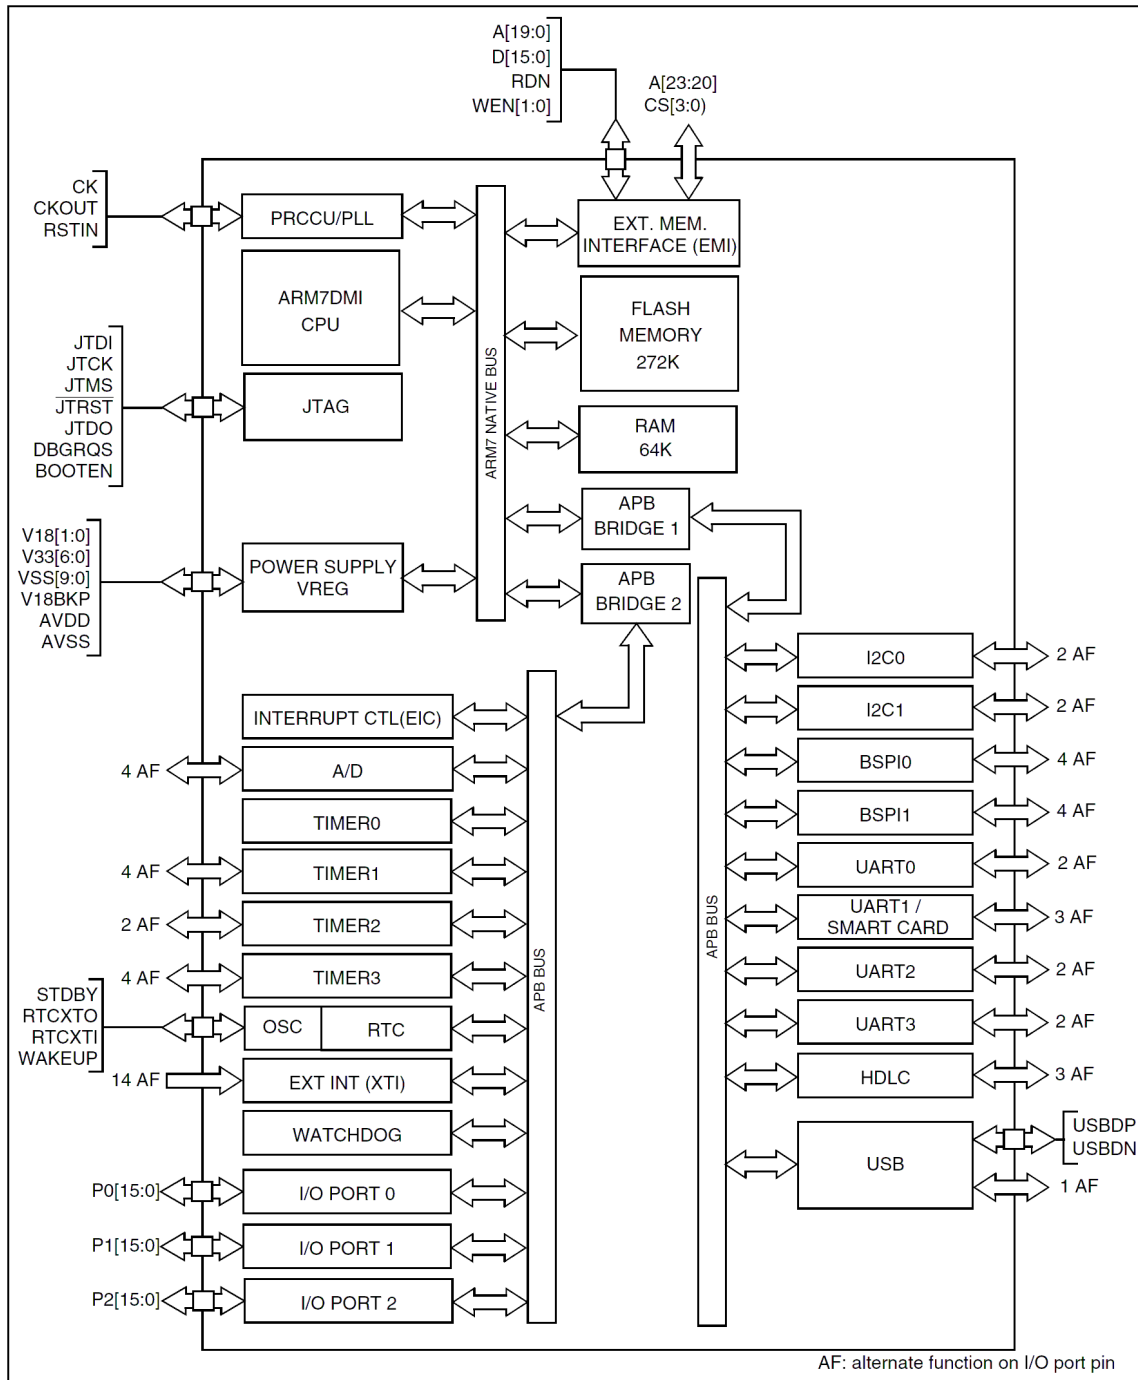 A[19:0]
D[15:0]
RDN
WEN[1:0]
A[23:20]
CS[3:0)
CK
CKOUT
RSTIN
PRCCU/PLL
EXT. MEM.
INTERFACE (EMI)
ARM7DMI
CPU
FLASH
MEMORY
272K
JTDI
JTCK
JTMS
JTRST
JTDO
DBGRQS
BOOTEN
JTAG
ARM7 NATIVE BUS
RAM
64K
APB
BRIDGE 1
V18[1:0]
V33[6:0]
VSS[9:0]
V18BKP
AVDD
AVSS
POWER SUPPLY
VREG
APB
BRIDGE 2
INTERRUPT CTL(EIC)
4 AF
A/D
TIMER0
4 AF
TIMER1
2 AF
TIMER2
4 AF
TIMER3
STDBY
RTCXTO
RTCXTI
WAKEUP
OSC
RTC
14 AF
EXT INT (XTI)
WATCHDOG
P0[15:0]
I/O PORT 0
P1[15:0]
I/O PORT 1
P2[15:0]
I/O PORT 2
APB BUS
APB BUS
I2C0
2 AF
I2C1
2 AF
BSPI0
4 AF
BSPI1
4 AF
UART0
2 AF
UART1 /
SMART CARD
3 AF
UART2
2 AF
UART3
2 AF
HDLC
3 AF
USB
USBDP
USBDN
1 AF
AF: alternate function on I/O port pin